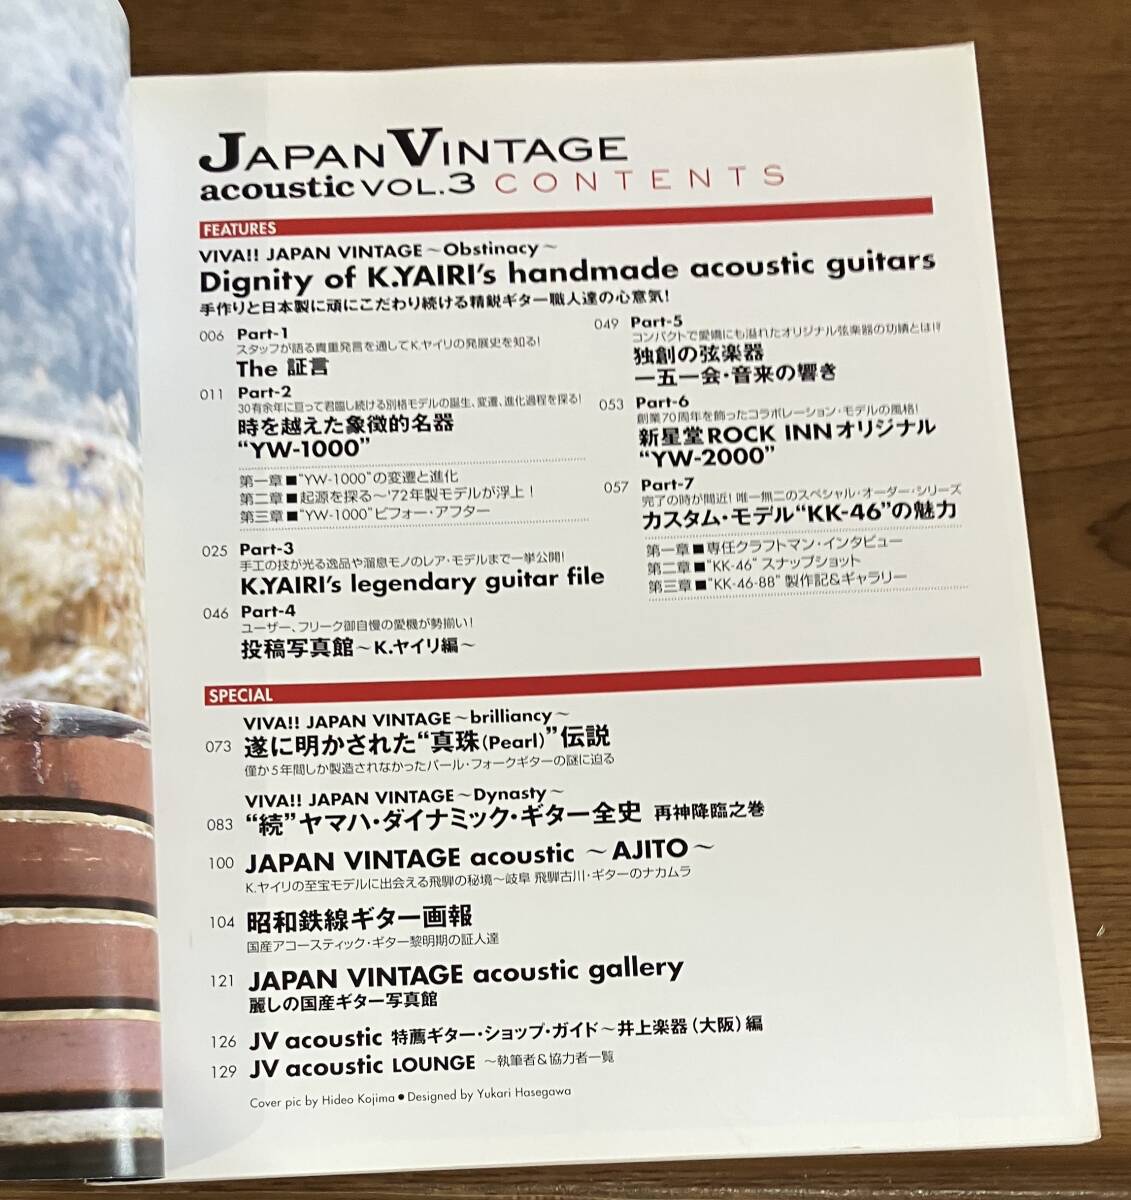 JAPAN VINTAGE
acoustic VOL.3 CONTENTS
FEATURES
VIVA!! JAPAN VINTAGE～Obstinacy～
Dignity of K.YAIRI's handmade acoustic guitars
手作りと日本製に頑にこだわり続ける精鋭ギター職人達の心意気！
006 Part-1
スタッフが語る貴重発言を通してK.ヤイリの発展史を知る！
The 証言
011 Part-2
30有余年に亘って君臨し続ける別格モデルの誕生、変遷、進化過程を探る！
時を越えた象徴的名器
“YW-1000”
第一章■“YW-1000”の変遷と進化
第二章■起源を探る～'72年製モデルが浮上！
第三章■“YW-1000”ビフォー・アフター
025 Part-3
手工の技が光る逸品や溜息モノのレア・モデルまで一挙公開！
K.YAIRI's legendary guitar file
046 Part-4
ユーザー、フリーク御自慢の愛機が勢揃い！
投稿写真館～K.ヤイリ編～
049 Part-5
コンパクトで愛嬌にも溢れたオリジナル弦楽器の功績とは!?
独創の弦楽器
一五一会・音来の響き
053 Part-6
創業70周年を飾ったコラボレーション・モデルの風格！
新星堂ROCK INNオリジナル
“YW-2000”
057 Part-7
完了の時が間近！唯一無二のスペシャル・オーダー・シリーズ
カスタム・モデル“KK-46”の魅力
第一章■専任クラフトマン・インタビュー
第二章■“KK-46”スナップショット
第三章■“KK-46-88”製作記&ギャラリー
SPECIAL
VIVA!! JAPAN VINTAGE～brilliancy～
073 遂に明かされた“真珠（Pearl）”伝説
僅か5年間しか製造されなかったパール・フォークギターの謎に迫る
VIVA!! JAPAN VINTAGE～Dynasty～
083 “続”ヤマハ・ダイナミック・ギター全史 再神降臨之巻
100 JAPAN VINTAGE acoustic ～AJITO～
K.ヤイリの至宝モデルに出会える飛騨の秘境～岐阜 飛騨古川・ギターのナカムラ
104 昭和鉄線ギター画報
国産アコースティック・ギター黎明期の証人達
121 JAPAN VINTAGE acoustic gallery
麗しの国産ギター写真館
126 JV acoustic 特薦ギター・ショップ・ガイド～井上楽器（大阪）編
129 JV acoustic LOUNGE ～執筆者&協力者一覧
Cover pic by Hideo Kojima●Designed by Yukari Hasegawa